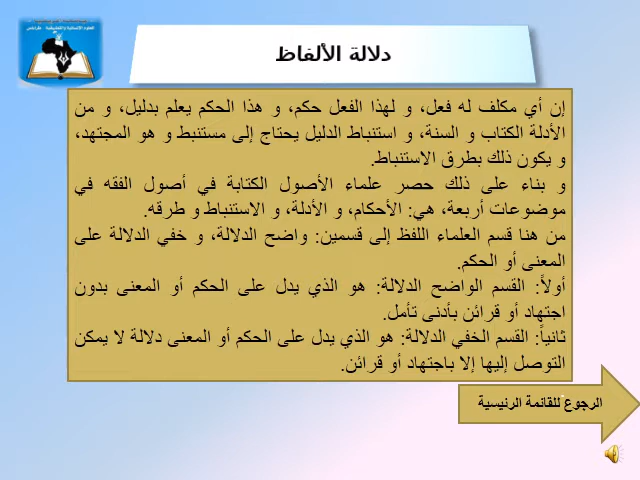 دلالة الألفاظ
إن أي مكلف له فعل، و لهذا الفعل حكم، و هذا الحكم يعلم بدليل، و من
الأدلة الكتاب و السنة، و استنباط الدليل يحتاج إلى مستنبط و هو المجتهد،
و يكون ذلك بطرق الاستنباط.
و بناء على ذلك حصر علماء الأصول الكتابة في أصول الفقه في
موضوعات أربعة، هي: الأحكام، و الأدلة، و الاستنباط و طرقه.
من هنا قسم العلماء اللفظ إلى قسمين: واضح الدلالة، و خفي الدلالة على
المعنى أو الحكم.
أولاً: القسم الواضح الدلالة: هو الذي يدل على الحكم أو المعنى بدون
اجتهاد أو قرائن بأدنى تأمل.
ثانياً: القسم الخفي الدلالة: هو الذي يدل على الحكم أو المعنى دلالة لا يمكن
التوصل إليها إلا باجتهاد أو قرائن.
الرجوع للقائمة الرئيسية